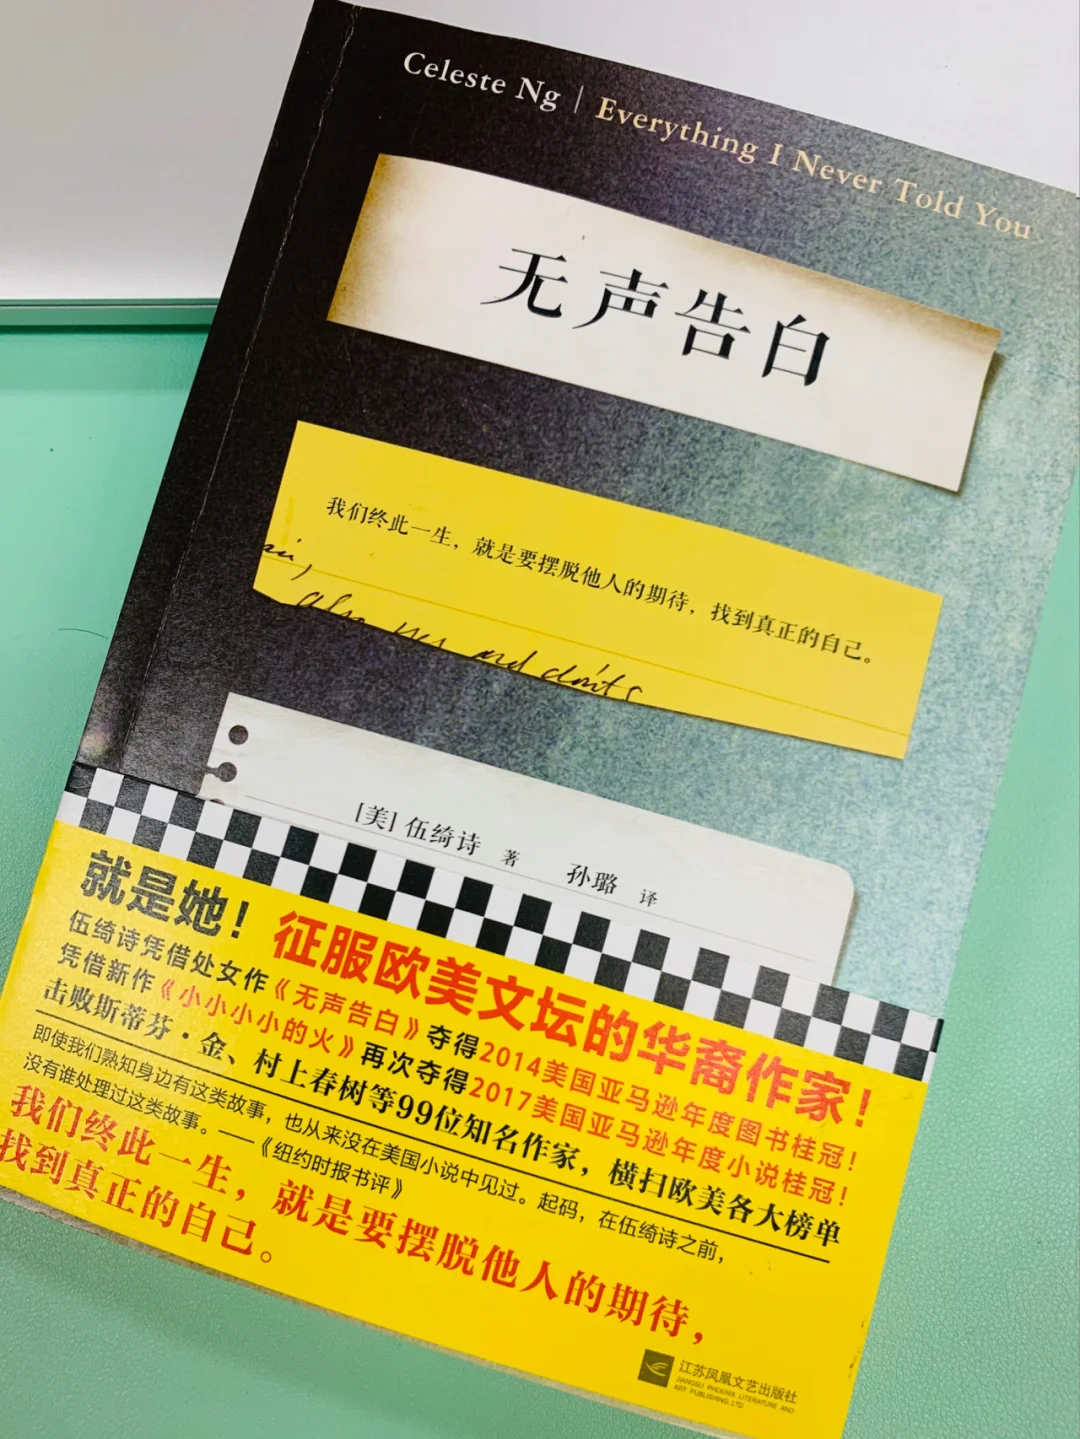 Celeste Ng | Everything I Never Told You
无声告白
我们终此一生，就是要摆脱他人的期待，找到真正的自己。
[美] 伍绮诗 著 孙璐 译
就是她！征服欧美文坛的华裔作家！
伍绮诗凭借处女作《无声告白》夺得2014美国亚马逊年度图书桂冠！
凭借新作《小小小小的火》再次夺得2017美国亚马逊年度小说桂冠！
击败斯蒂芬·金、村上春树等99位知名作家，横扫欧美各大榜单
即使我们熟知身边有这类故事，也从来没在美国小说中见过。起码，在伍绮诗之前，
没有谁处理过这类故事。——《纽约时报书评》
我们终此一生，就是要摆脱他人的期待，
找到真正的自己。
江苏凤凰文艺出版社
JIANGSU PHOENIX LITERATURE AND
ART PUBLISHING, LTD